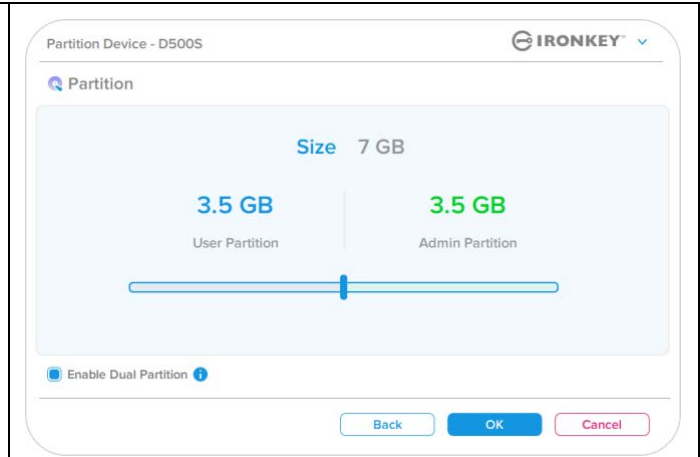 Partition Device - D500S
IRONKEY™
Partition
Size 7 GB
3.5 GB 3.5 GB
User Partition Admin Partition
Enable Dual Partition i
Back OK Cancel